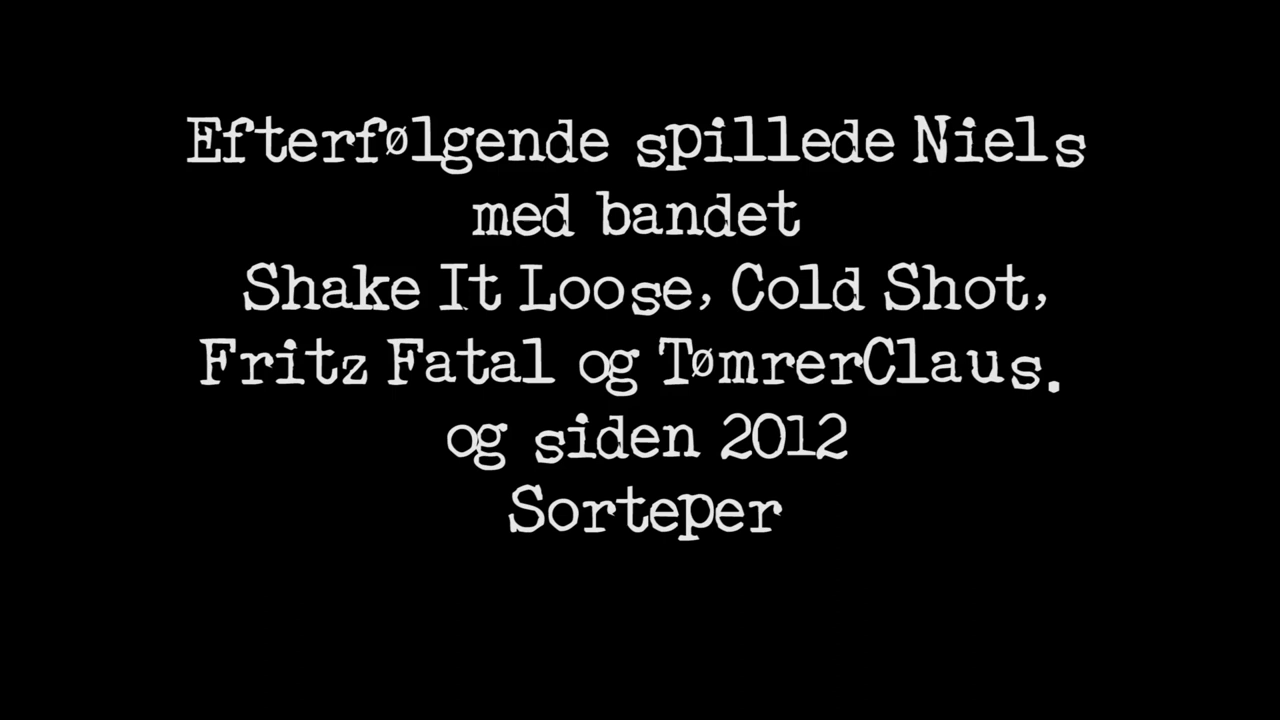 Efterfølgende spillede Niels
med bandet
Shake It Loose, Cold Shot,
Fritz Fatal og TømrerClaus.
og siden 2012
Sorteper